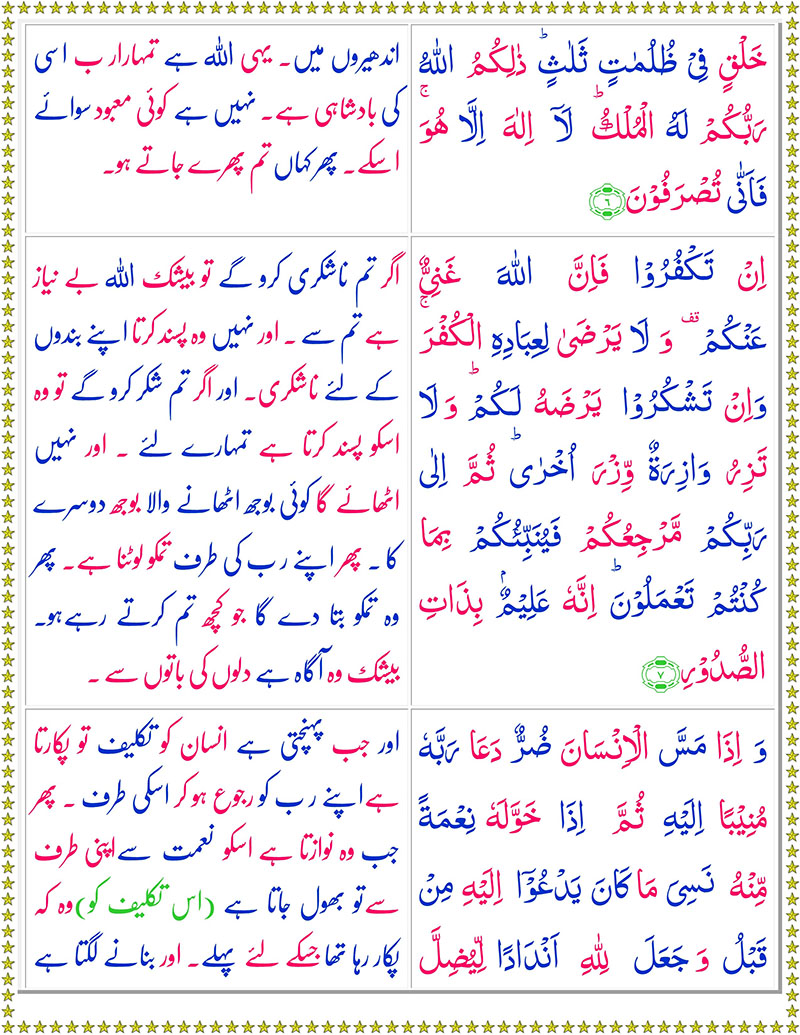 خَلۡقٍ فِىۡ ظُلُمٰتٍ ثَلٰثٍ‌ؕ ذٰلِكُمُ اللّٰهُ
رَبُّكُمۡ لَهُ الۡمُلۡكُ‌ؕ لَاۤ اِلٰهَ اِلَّا هُوَ‌ۚ
فَاَنّٰى تُصۡرَفُوۡنَ ﴿۶﴾
اندھیروں میں۔ یہی اللہ ہے تمہارا رب اسی
کی بادشاہی ہے۔ نہیں ہے کوئی معبود سوائے
اسکے۔ پھر کہاں تم پھرے جاتے ہو۔
اِنۡ تَكۡفُرُوۡا فَاِنَّ اللّٰهَ غَنِىٌّ
عَنۡكُمۡ‌ قف وَ لَا يَرۡضٰى لِعِبَادِهِ الۡكُفۡرَ‌ۚ
وَاِنۡ تَشۡكُرُوۡا يَرۡضَهُ لَـكُمۡ‌ؕ وَ لَا
تَزِرُ وَازِرَةٌ وِّزۡرَ اُخۡرٰى‌ؕ ثُمَّ اِلٰى
رَبِّكُمۡ مَّرۡجِعُكُمۡ فَيُنَبِّئُكُمۡ بِمَا
كُنۡتُمۡ تَعۡمَلُوۡنَ‌ؕ اِنَّهٗ عَلِيۡمٌۢ بِذَاتِ
الصُّدُوۡرِ ﴿۷﴾
اگر تم ناشکری کرو گے تو بیشک اللہ بے نیاز
ہے تم سے ۔ اور نہیں وہ پسند کرتا اپنے بندوں
کے لئے ناشکری۔ اور اگر تم شکر کرو گے تو وہ
اسکو پسند کرتا ہے تمہارے لئے ۔ اور نہیں
اٹھائے گا کوئی بوجھ اٹھانے والا بوجھ دوسرے
کا ۔ پھر اپنے رب کی طرف تمکو لوٹنا ہے۔ پھر
وہ تمکو بتا دے گا جو کچھ تم کرتے رہے ہو۔
بیشک وہ آگاہ ہے دلوں کی باتوں سے ۔
وَ اِذَا مَسَّ الۡاِنۡسَانَ ضُرٌّ دَعَا رَبَّهٗ
مُنِيۡبًا اِلَيۡهِ ثُمَّ اِذَا خَوَّلَهٗ نِعۡمَةً
مِّنۡهُ نَسِىَ مَا كَانَ يَدۡعُوۡۤا اِلَيۡهِ مِنۡ
قَبۡلُ وَ جَعَلَ لِلّٰهِ اَنۡدَادًا لِّيُضِلَّ
اور جب پہنچتی ہے انسان کو تکلیف تو پکارتا
ہے اپنے رب کو رجوع ہو کر اسکی طرف ۔ پھر
جب وہ نوازتا ہے اسکو نعمت سے اپنی طرف
سے تو بھول جاتا ہے (اس تکلیف کو) وہ کہ
پکار رہا تھا جسکے لئے پہلے۔ اور بنانے لگتا ہے